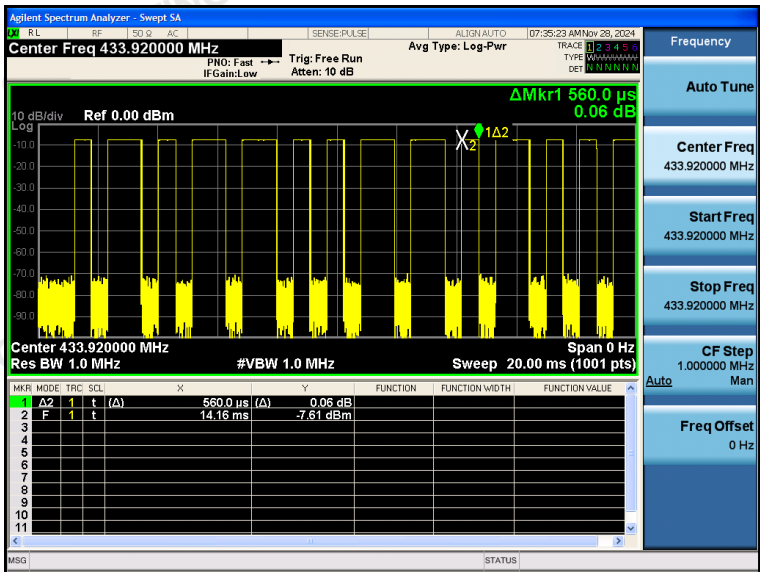 Agilent Spectrum Analyzer - Swept SA
LXI RL RF 50 Ω AC SENSE:PULSE ALIGN AUTO 07:35:23 AM Nov 28, 2024
Center Freq 433.920000 MHz
PNO: Fast
IFGain:Low
Trig: Free Run
Atten: 10 dB
Avg Type: Log-Pwr
TRACE 1 2 3 4 5 6
TYPE
DET N N N N N N
ΔMkr1 560.0 µs
0.06 dB
10 dB/div Ref 0.00 dBm
Log
-10.0
-20.0
-30.0
-40.0
-50.0
-60.0
-70.0
-80.0
-90.0
2
1Δ2
Center 433.920000 MHz Span 0 Hz
Res BW 1.0 MHz #VBW 1.0 MHz Sweep 20.00 ms (1001 pts)
MKR MODE TRC SCL X Y FUNCTION FUNCTION WIDTH FUNCTION VALUE
1 Δ2 1 t (Δ) 560.0 µs (Δ) 0.06 dB
2 F 1 t 14.16 ms -7.61 dBm
3
4
5
6
7
8
9
10
11
MSG STATUS
Frequency
Auto Tune
Center Freq
433.920000 MHz
Start Freq
433.920000 MHz
Stop Freq
433.920000 MHz
CF Step
1.000000 MHz
Auto Man
Freq Offset
0 Hz